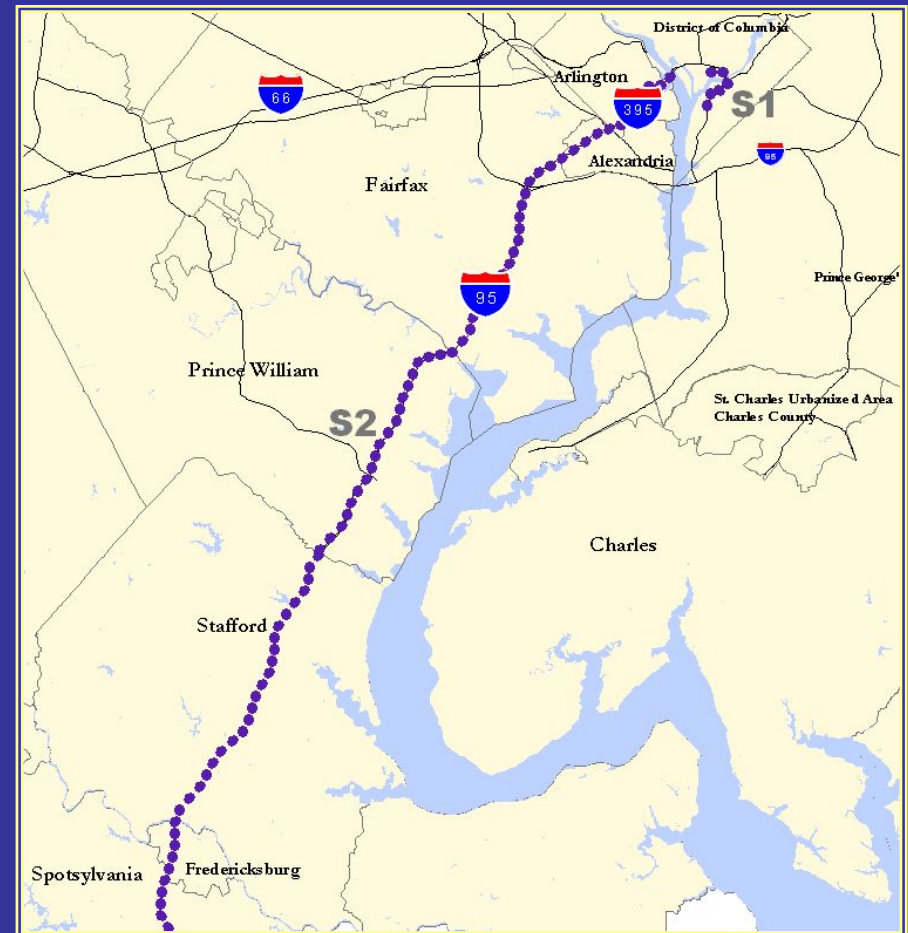 District of Columbia
Arlington
66
395
S1
95
Alexandria
Fairfax
Prince George'
95
Prince William
St. Charles Urbanized Area
Charles County
S2
Charles
Stafford
Spotsylvania
Fredericksburg